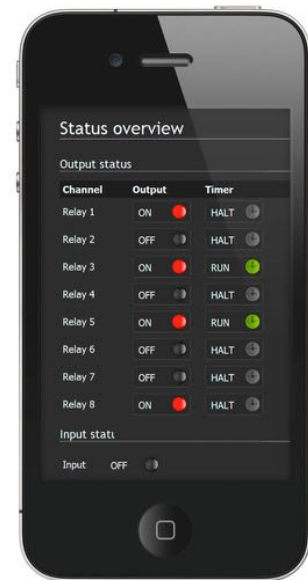 Status overview
Output status
Channel Output Timer
Relay 1 ON HALT
Relay 2 OFF HALT
Relay 3 ON RUN
Relay 4 OFF HALT
Relay 5 ON RUN
Relay 6 OFF HALT
Relay 7 OFF HALT
Relay 8 ON HALT
Input statu
Input OFF